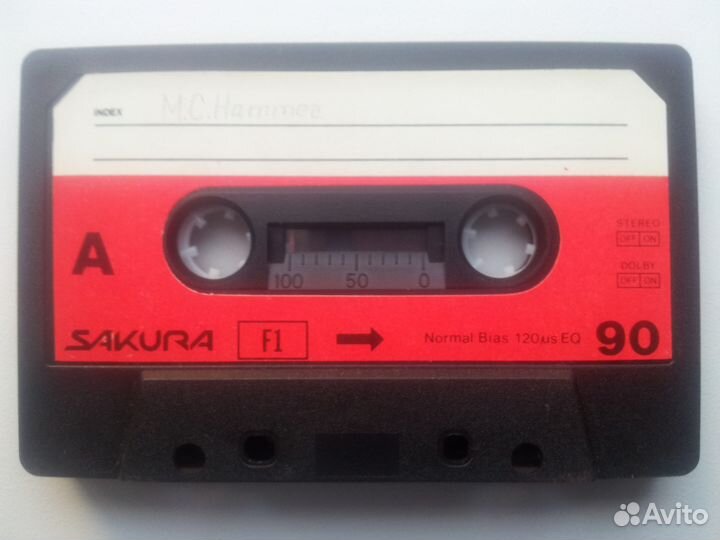 INDEX M.C.Hammer
A
STEREO
OFF ON
DOLBY
OFF ON
100 50 0
SAKURA F1 Normal Bias 120µs EQ 90
Avito